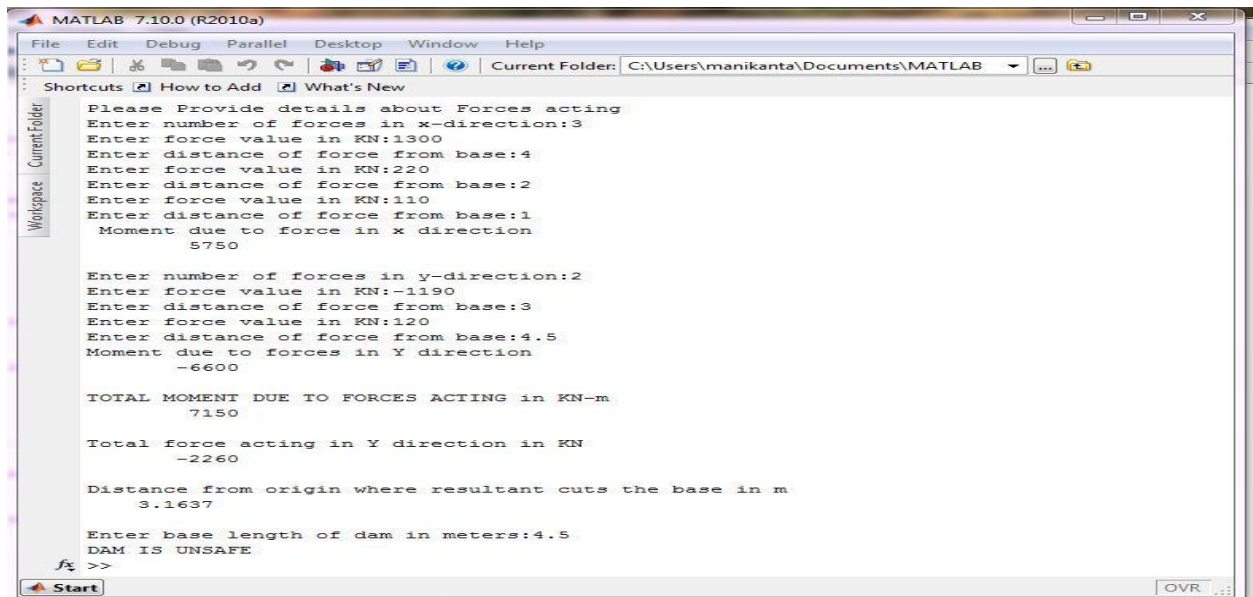 MATLAB 7.10.0 (R2010a)
File Edit Debug Parallel Desktop Window Help
Current Folder: C:\Users\manikanta\Documents\MATLAB
Shortcuts How to Add What's New
Current Folder
Workspace
Please Provide details about Forces acting
Enter number of forces in x-direction:3
Enter force value in KN:1300
Enter distance of force from base:4
Enter force value in KN:220
Enter distance of force from base:2
Enter force value in KN:110
Enter distance of force from base:1
Moment due to force in x direction
5750
Enter number of forces in y-direction:2
Enter force value in KN:-1190
Enter distance of force from base:3
Enter force value in KN:120
Enter distance of force from base:4.5
Moment due to forces in Y direction
-6600
TOTAL MOMENT DUE TO FORCES ACTING in KN-m
7150
Total force acting in Y direction in KN
-2260
Distance from origin where resultant cuts the base in m
3.1637
Enter base length of dam in meters:4.5
DAM IS UNSAFE
fx >>
Start OVR